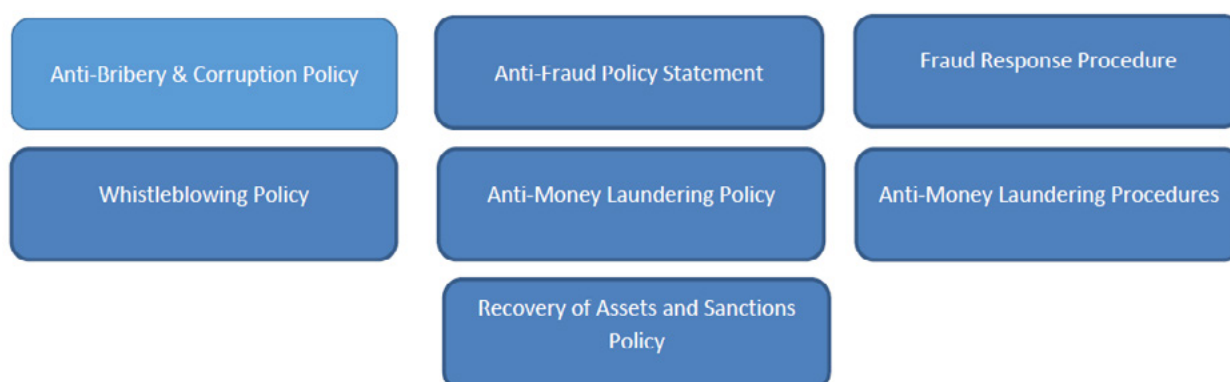 Anti-Bribery & Corruption Policy
Anti-Fraud Policy Statement
Fraud Response Procedure
Whistleblowing Policy
Anti-Money Laundering Policy
Anti-Money Laundering Procedures
Recovery of Assets and Sanctions
Policy